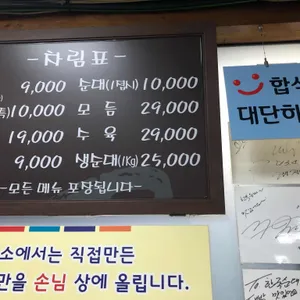 -차림표-
9,000 순대(1접시) 10,000
10,000 모듬 29,000
19,000 수육 29,000
9,000 생순대(1Kg) 25,000
-모든 메뉴 포장됩니다-
합석
대단히
소에서는 직접만든
만을 손님 상에 올립니다.